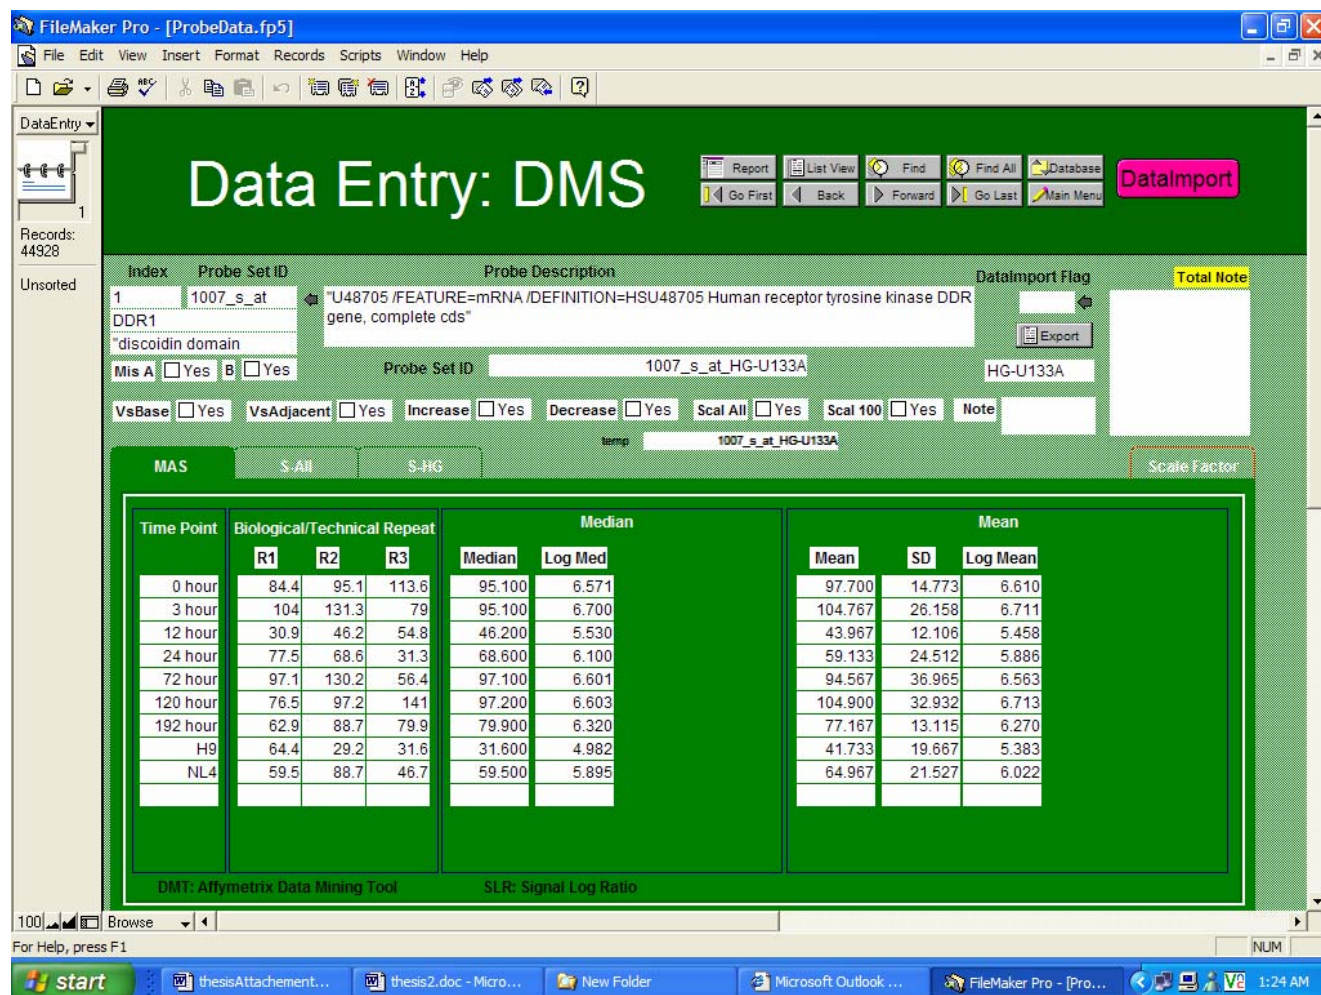 FileMaker Pro - [ProbeData.fp5]
File Edit View Insert Format Records Scripts Window Help
DataEntry
Data Entry: DMS
Report List View Find Find All Database
Go First Back Forward Go Last Main Menu
DataImport
1
Records:
44928
Unsorted
Index Probe Set ID Probe Description DataImport Flag Total Note
1 1007_s_at "U48705 /FEATURE=mRNA /DEFINITION=HSU48705 Human receptor tyrosine kinase DDR
DDR1 gene, complete cds"
"discoidin domain Export
Mis A Yes B Yes Probe Set ID 1007_s_at_HG-U133A HG-U133A
VsBase Yes VsAdjacent Yes Increase Yes Decrease Yes Scal All Yes Scal 100 Yes Note
temp 1007_s_at_HG-U133A
MAS S-All S-HG Scale Factor
Time Point Biological/Technical Repeat Median Mean
R1 R2 R3 Median Log Med Mean SD Log Mean
0 hour 84.4 95.1 113.6 95.100 6.571 97.700 14.773 6.610
3 hour 104 131.3 79 95.100 6.700 104.767 26.158 6.711
12 hour 30.9 46.2 54.8 46.200 5.530 43.967 12.106 5.458
24 hour 77.5 68.6 31.3 68.600 6.100 59.133 24.512 5.886
72 hour 97.1 130.2 56.4 97.100 6.601 94.567 36.965 6.563
120 hour 76.5 97.2 141 97.200 6.603 104.900 32.932 6.713
192 hour 62.9 88.7 79.9 79.900 6.320 77.167 13.115 6.270
H9 64.4 29.2 31.6 31.600 4.982 41.733 19.667 5.383
NL4 59.5 88.7 46.7 59.500 5.895 64.967 21.527 6.022
DMT: Affymetrix Data Mining Tool SLR: Signal Log Ratio
100 Browse
For Help, press F1 NUM
start thesisAttachement... thesis2.doc - Micro... New Folder Microsoft Outlook ... FileMaker Pro - [Pro... 1:24 AM